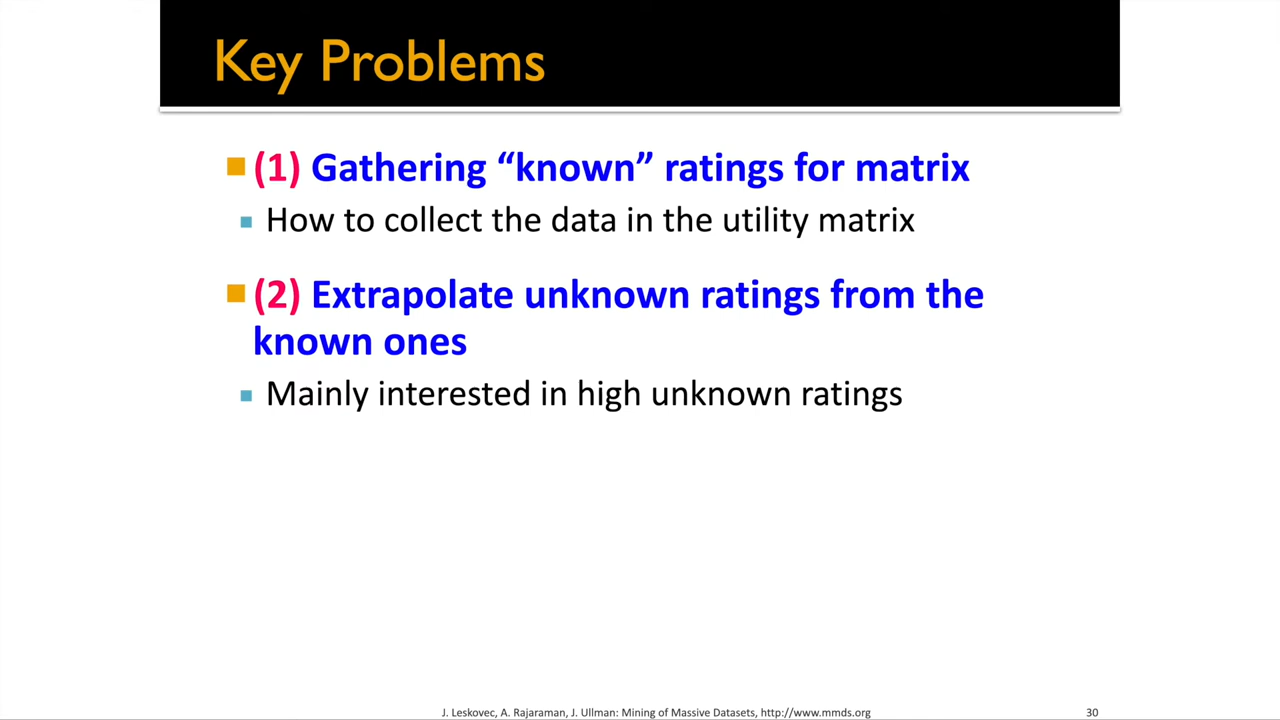 Key Problems
(1) Gathering “known” ratings for matrix
How to collect the data in the utility matrix
(2) Extrapolate unknown ratings from the
known ones
Mainly interested in high unknown ratings
J. Leskovec, A. Rajaraman, J. Ullman: Mining of Massive Datasets, http://www.mmds.org
30